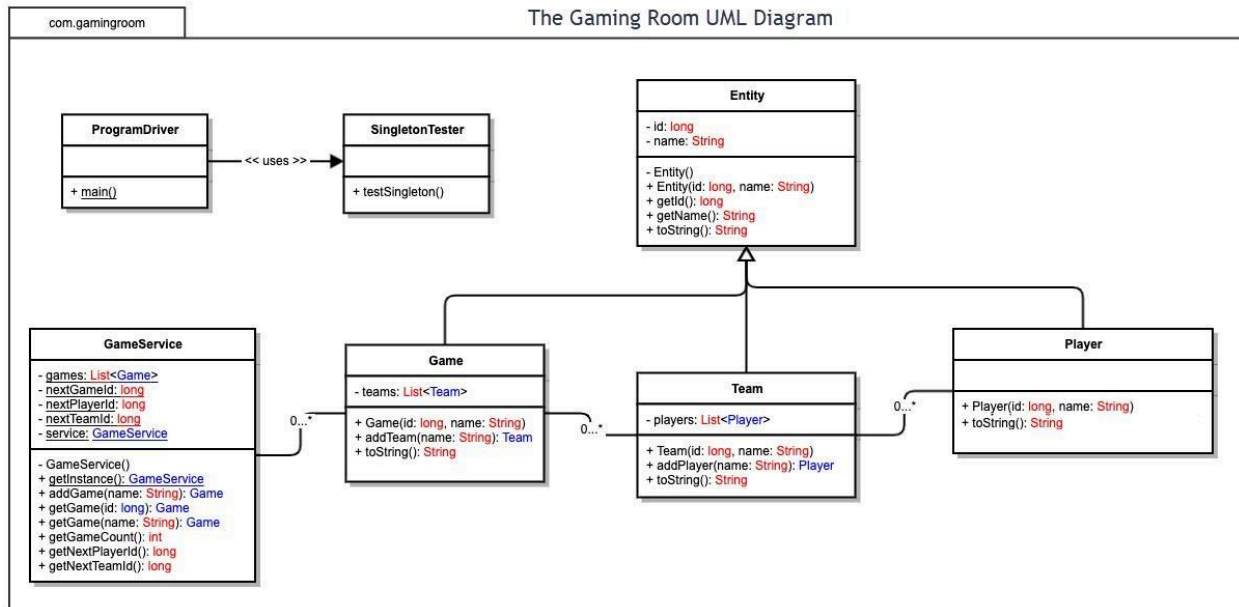 com.gamingroom
The Gaming Room UML Diagram
ProgramDriver
+ main()
<< uses >>
SingletonTester
+ testSingleton()
Entity
- id: long
- name: String
- Entity()
+ Entity(id: long, name: String)
+ getId(): long
+ getName(): String
+ toString(): String
GameService
- games: List<Game>
- nextGameId: long
- nextPlayerId: long
- nextTeamId: long
- service: GameService
- GameService()
+ getInstance(): GameService
+ addGame(name: String): Game
+ getGame(id: long): Game
+ getGame(name: String): Game
+ getGameCount(): int
+ getNextPlayerId(): long
+ getNextTeamId(): long
0...*
Game
- teams: List<Team>
+ Game(id: long, name: String)
+ addTeam(name: String): Team
+ toString(): String
0...*
Team
- players: List<Player>
+ Team(id: long, name: String)
+ addPlayer(name: String): Player
+ toString(): String
0...*
Player
+ Player(id: long, name: String)
+ toString(): String